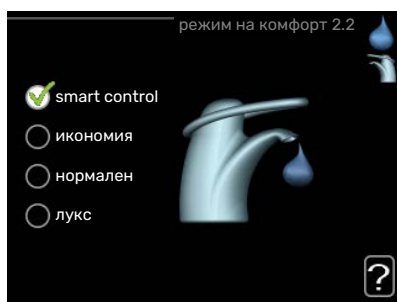 режим на комфорт 2.2
smart control
икономия
нормален
лукс
?